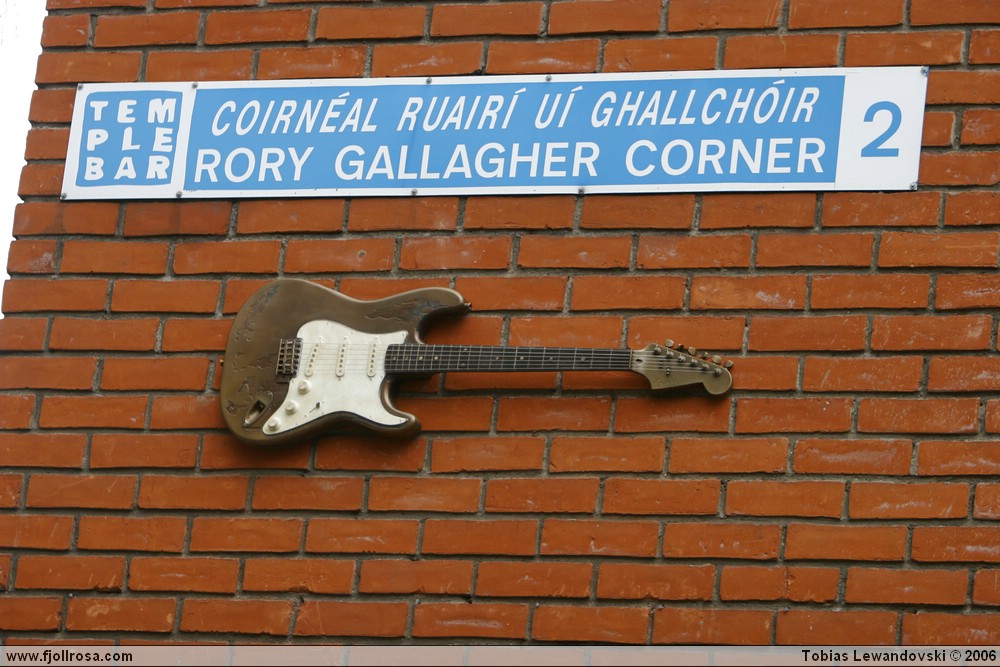 TEM
PLE
BAR
COIRNÉAL RUAIRÍ UÍ GHALLCHÓIR
RORY GALLAGHER CORNER
2
www.fjollrosa.com
Tobias Lewandovski © 2006